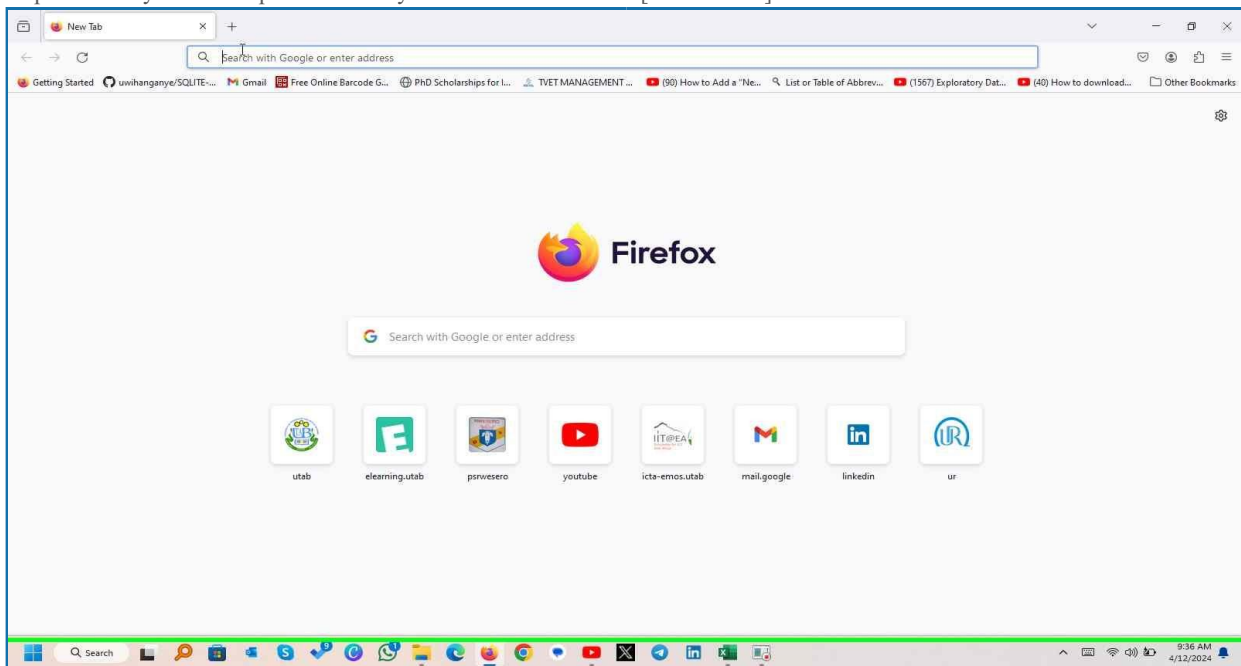 New Tab
Search with Google or enter address
Getting Started uwihanganye/SQLITE-... Gmail Free Online Barcode G... PhD Scholarships for I... TVET MANAGEMENT ... (90) How to Add a "Ne... List or Table of Abbrev... (1567) Exploratory Dat... (40) How to download... Other Bookmarks
Firefox
Search with Google or enter address
utab elearning.utab psrwesero youtube icta-emos.utab mail.google linkedin ur
Search
9:36 AM
4/12/2024